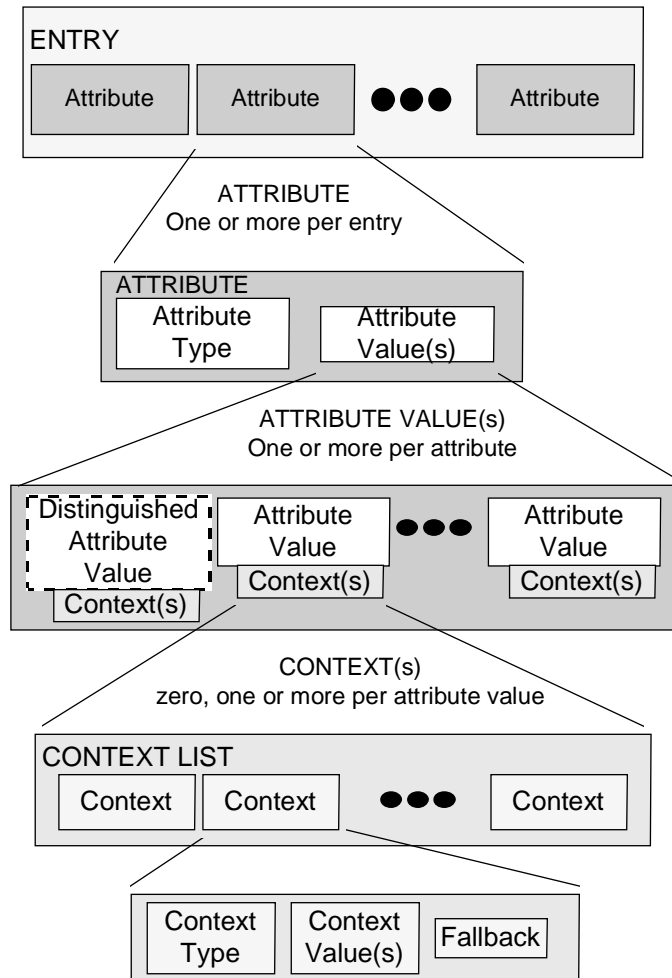 ENTRY
Attribute
Attribute
Attribute
ATTRIBUTE
One or more per entry
ATTRIBUTE
Attribute
Type
Attribute
Value(s)
ATTRIBUTE VALUE(s)
One or more per attribute
Distinguished
Attribute
Value
Context(s)
Attribute
Value
Context(s)
Attribute
Value
Context(s)
CONTEXT(s)
zero, one or more per attribute value
CONTEXT LIST
Context
Context
Context
Context
Type
Context
Value(s)
Fallback